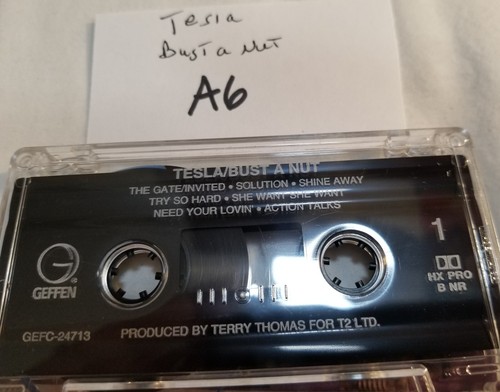 Tesla
Bust a Nut
A6
TESLA/BUST A NUT
THE GATE/INVITED • SOLUTION • SHINE AWAY
TRY SO HARD • SHE WANT SHE WANT
NEED YOUR LOVIN' • ACTION TALKS
1
GEFFEN
HX PRO
B NR
GEFC-24713
PRODUCED BY TERRY THOMAS FOR T2 LTD.